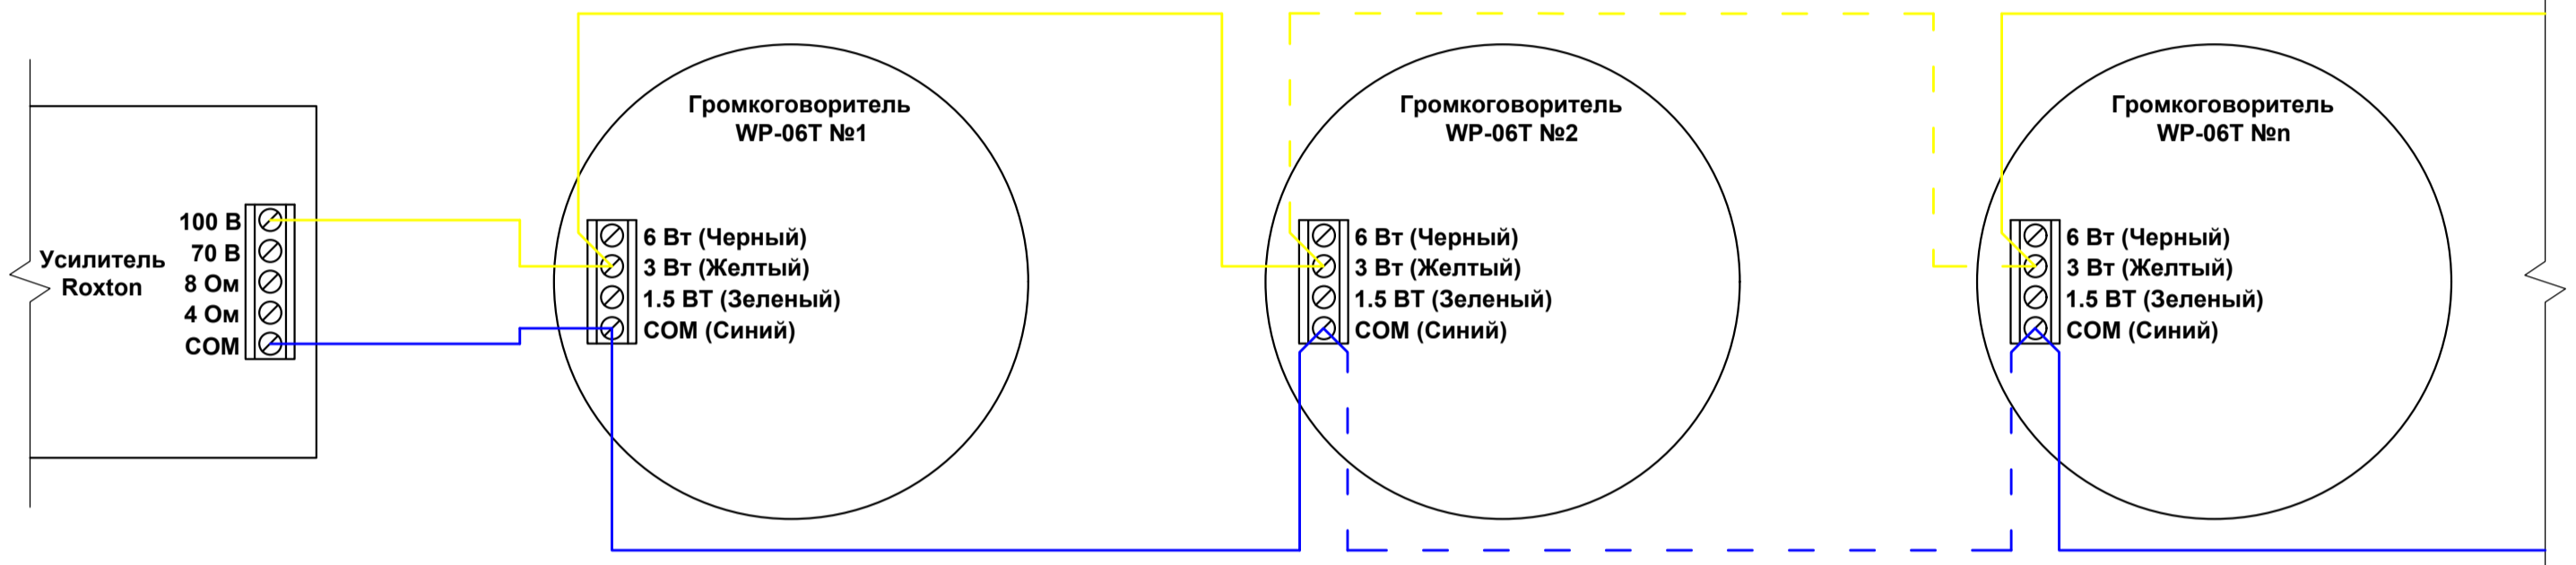 Усилитель
Roxton
100 В
70 В
8 Ом
4 Ом
COM
Громкоговоритель
WP-06T №1
6 Вт (Черный)
3 Вт (Желтый)
1.5 ВТ (Зеленый)
COM (Синий)
Громкоговоритель
WP-06T №2
6 Вт (Черный)
3 Вт (Желтый)
1.5 ВТ (Зеленый)
COM (Синий)
Громкоговоритель
WP-06T №n
6 Вт (Черный)
3 Вт (Желтый)
1.5 ВТ (Зеленый)
COM (Синий)